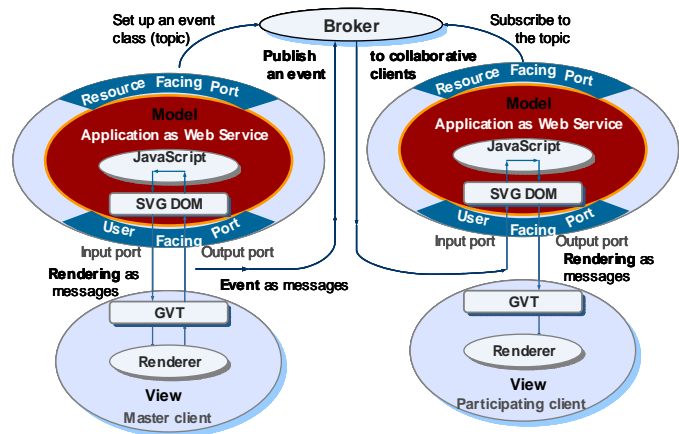 Set up an event
class (topic)
Broker
Subscribe to
the topic
Publish
an event
to collaborative
clients
Resource Facing Port
Model
Application as Web Service
JavaScript
SVG DOM
User Facing Port
Input port
Output port
Rendering as
messages
Event as messages
GVT
Renderer
View
Master client
Resource Facing Port
Model
Application as Web Service
JavaScript
SVG DOM
User Facing Port
Input port
Output port
Rendering as
messages
GVT
Renderer
View
Participating client